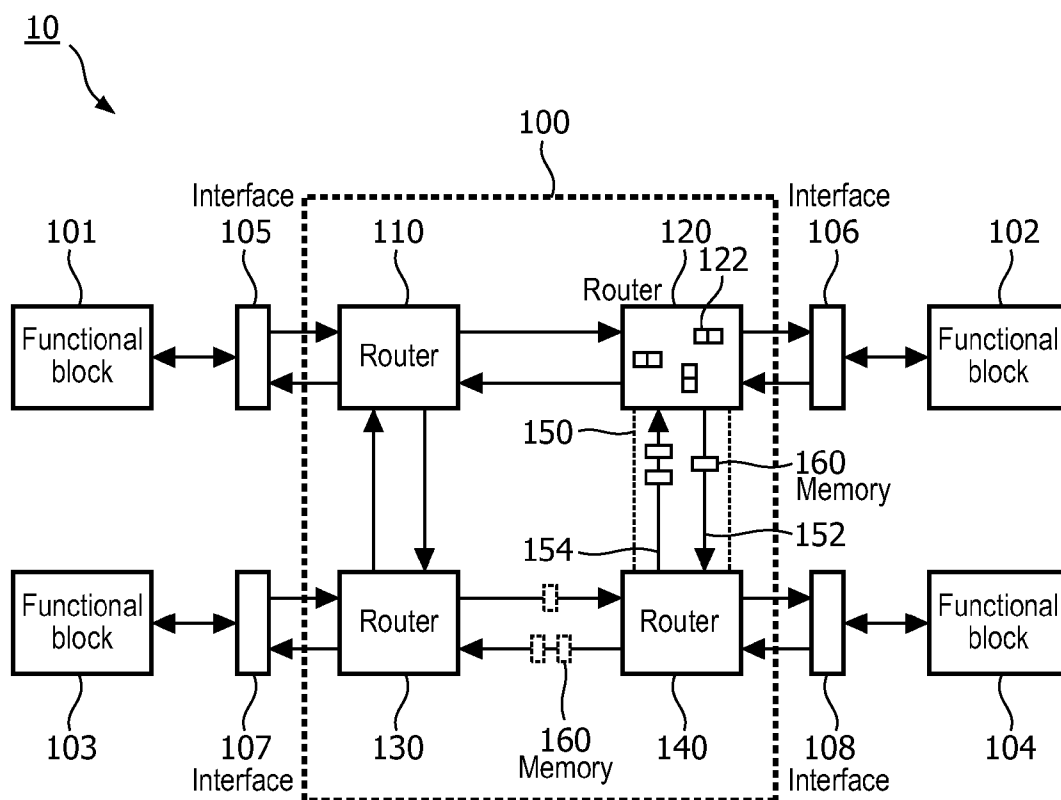 10
100
Interface
Interface
101
105
110
120
106
102
122
Router
Functional
block
Router
Functional
block
150
160
Memory
154
152
Functional
block
Router
Router
Functional
block
103
107
130
160
140
108
104
Interface
Memory
Interface